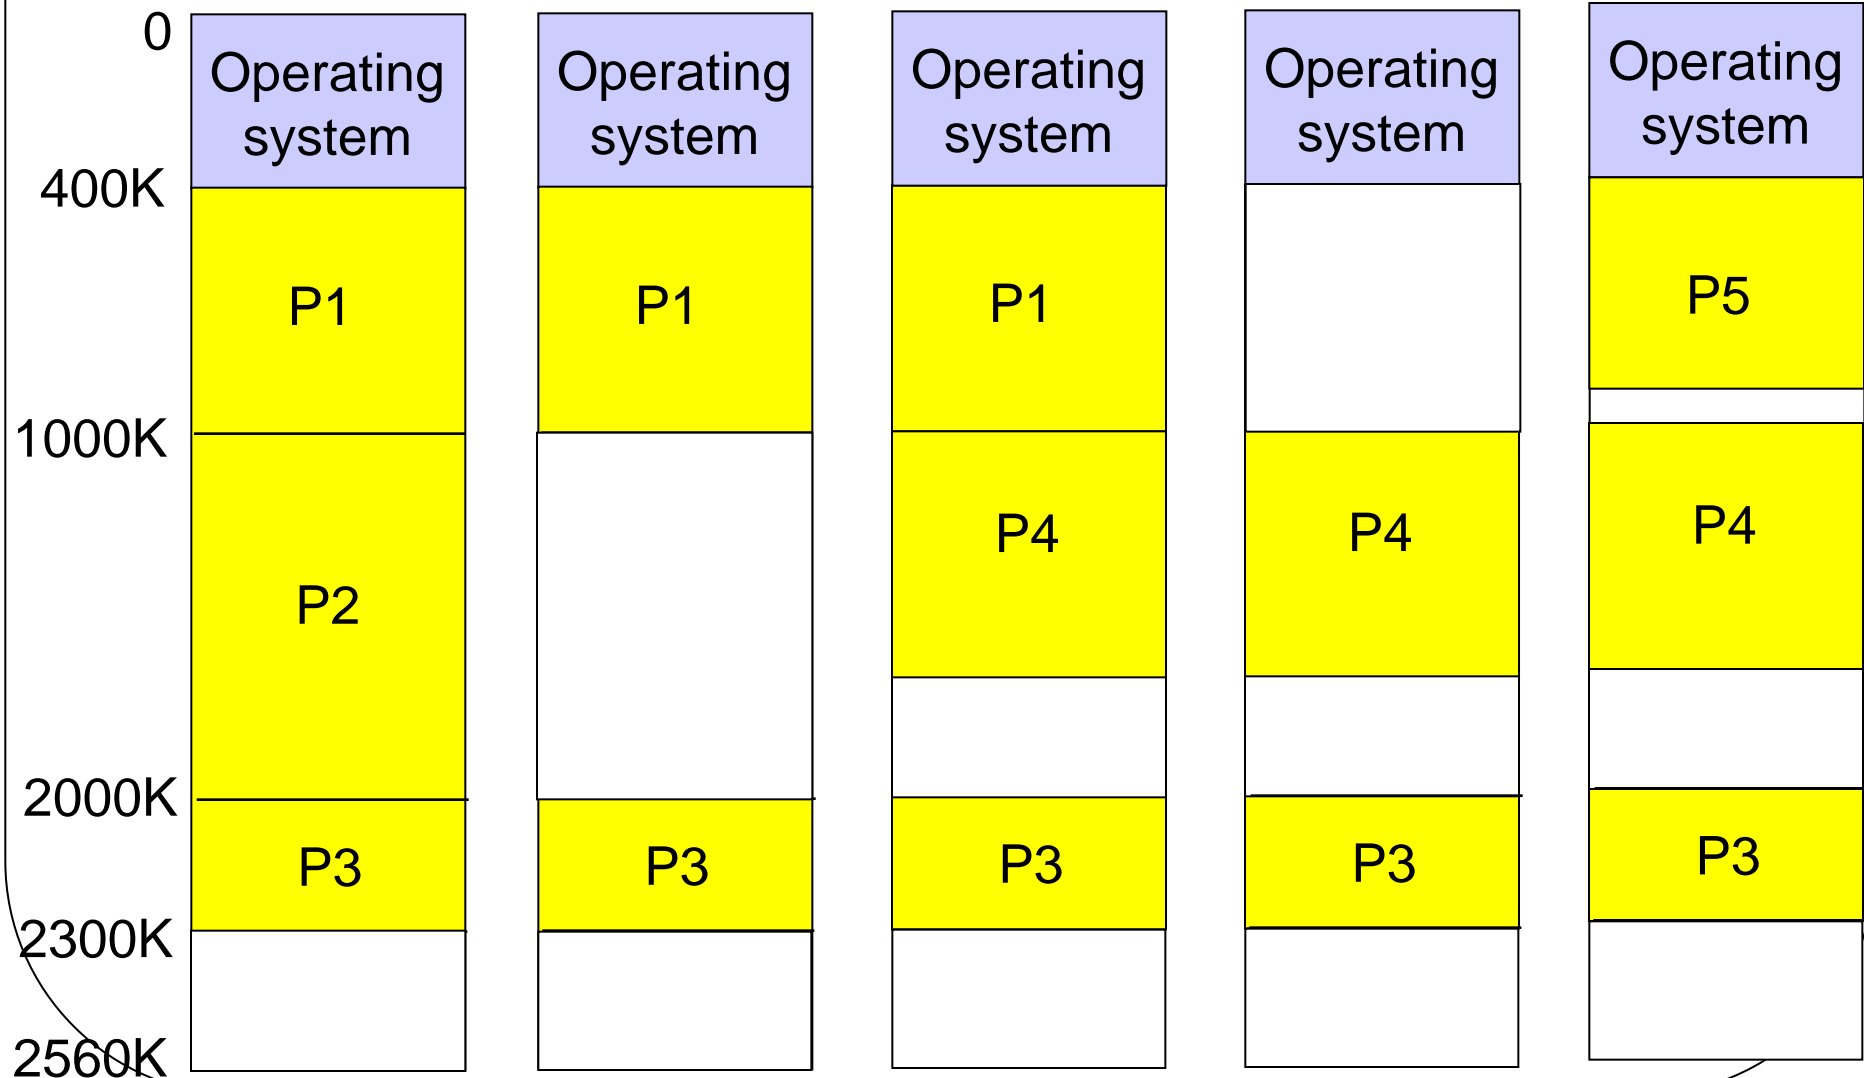 0
400K
1000K
2000K
2300K
2560K
Operating
system
P1
P2
P3
Operating
system
P1
P3
Operating
system
P1
P4
P3
Operating
system
P4
P3
Operating
system
P5
P4
P3